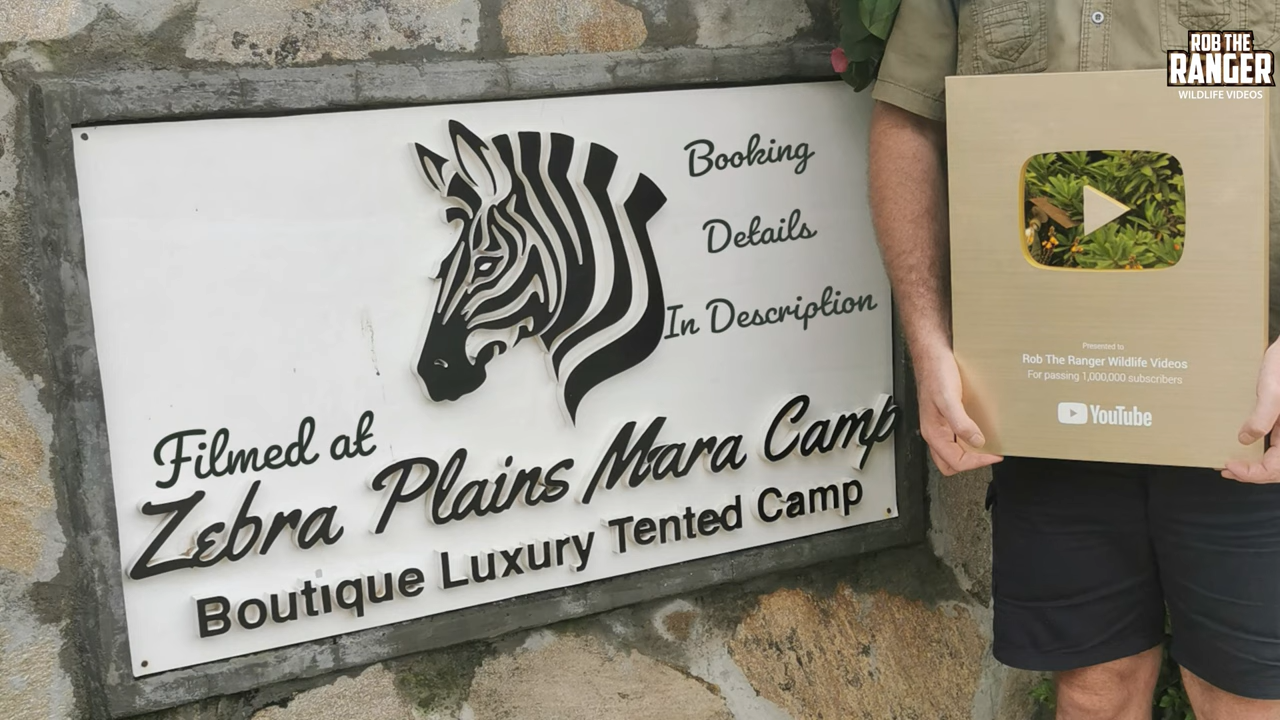 Booking
Details
In Description
Filmed at
Zebra Plains Mara Camp
Boutique Luxury Tented Camp
ROB THE
RANGER
WILDLIFE VIDEOS
Presented to
Rob The Ranger Wildlife Videos
For passing 1,000,000 subscribers
YouTube